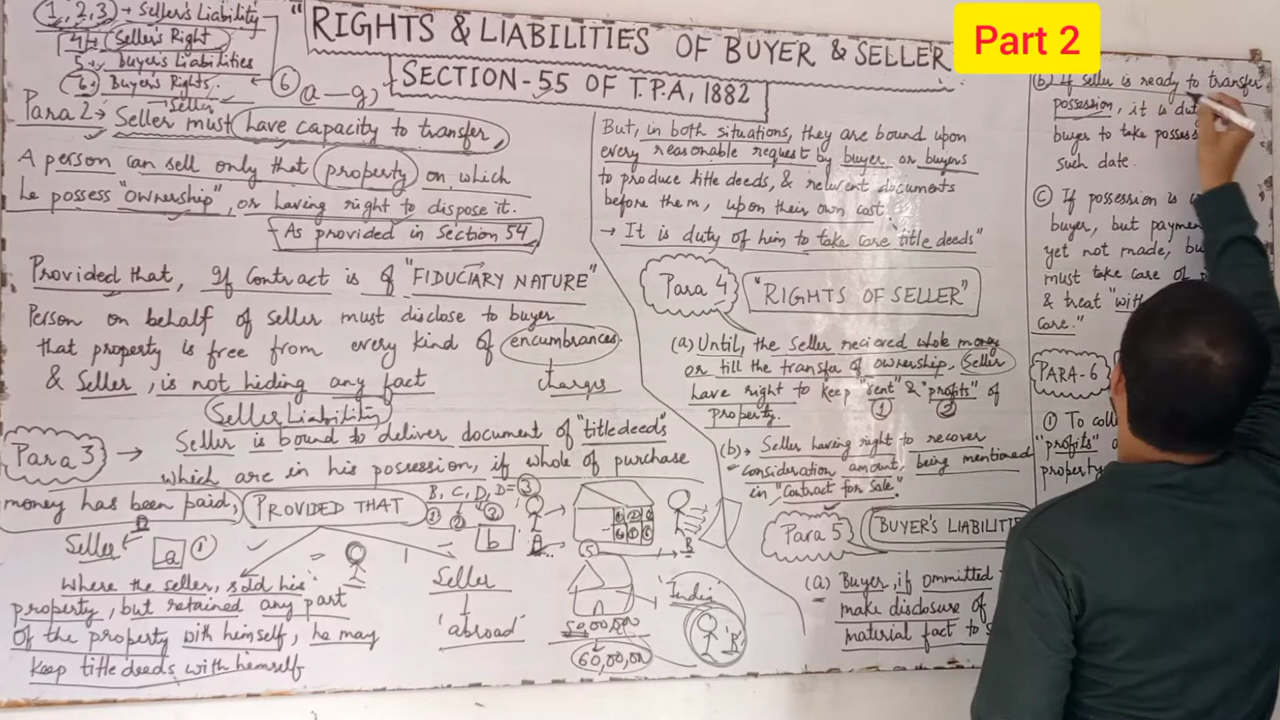 1, 2, 3 → Seller's Liability
4 → Seller's Right
5 → Buyer's Liabilities
6. Buyer's Rights.
6 (a — g)
"RIGHTS & LIABILITIES OF BUYER & SELLER
SECTION-55 OF T.P.A, 1882
Part 2
Seller
Para 2 → Seller must have capacity to transfer
A person can sell only that property on which
he possess "ownership", or having right to dispose it.
As provided in Section 54
Provided that, If Contract is of "FIDUCIARY NATURE"
Person on behalf of seller must disclose to buyer
that property is free from every kind of encumbrances.
& Seller, is not hiding any fact
charges
Seller Liability
Para 3 → Seller is bound to deliver document of "title deeds"
which are in his possession, if whole of purchase
money has been paid, PROVIDED THAT
B, C, D, D = 3
1 2 3
Seller
a 1
b
Where the seller, sold his
property, but retained any part
of the property with himself, he may
keep title deeds with hemself
Seller
'abroad'
50,00,000
60,00,000
'India
'B'
B
But, in both situations, they are bound upon
every reasonable request by buyer or buyers
to produce title deeds, & relevent documents
before them, upon their own cost.
→ It is duty of him to take care title deeds"
Para 4 "RIGHTS OF SELLER"
(a) Until, the seller recieved whole money
or till the transfer of ownership, Seller
have right to keep "rent" & "profits" of
1 2
property.
(b) → Seller having right to recover
consideration amount, being mentioned
in "Contract for Sale".
Para 5 BUYER'S LIABILITI
(a) Buyer, if ommitted
make disclosure of
material fact to
(b) If seller is ready to transfer
possession, it is
buyer to take
such date.
(c) If possession is
buyer, but
yet not made,
must take care of
& treat
care."
PARA-6
1 To
"profits"
property